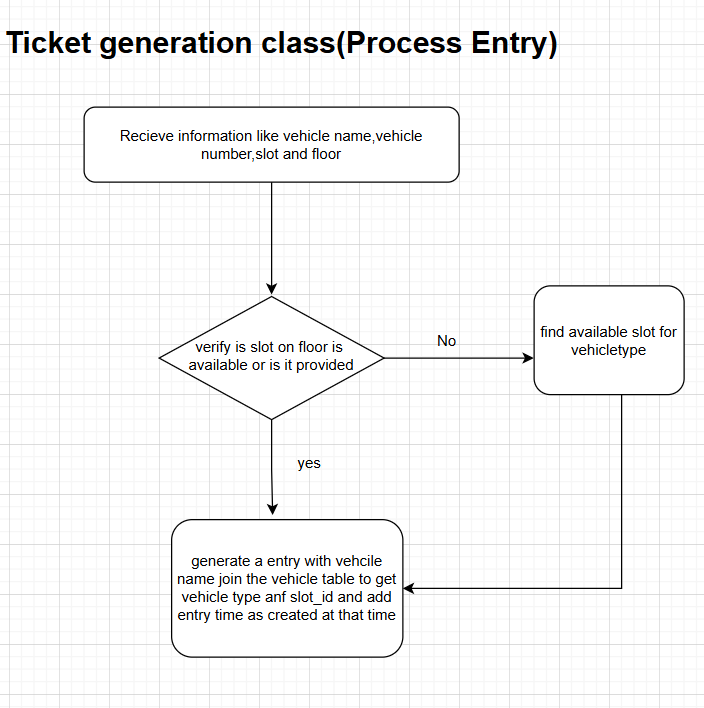 Ticket generation class(Process Entry)
Recieve information like vehicle name,vehicle
number,slot and floor
verify is slot on floor is
available or is it provided
No
find available slot for
vehicletype
yes
generate a entry with vehcile
name join the vehicle table to get
vehicle type anf slot_id and add
entry time as created at that time